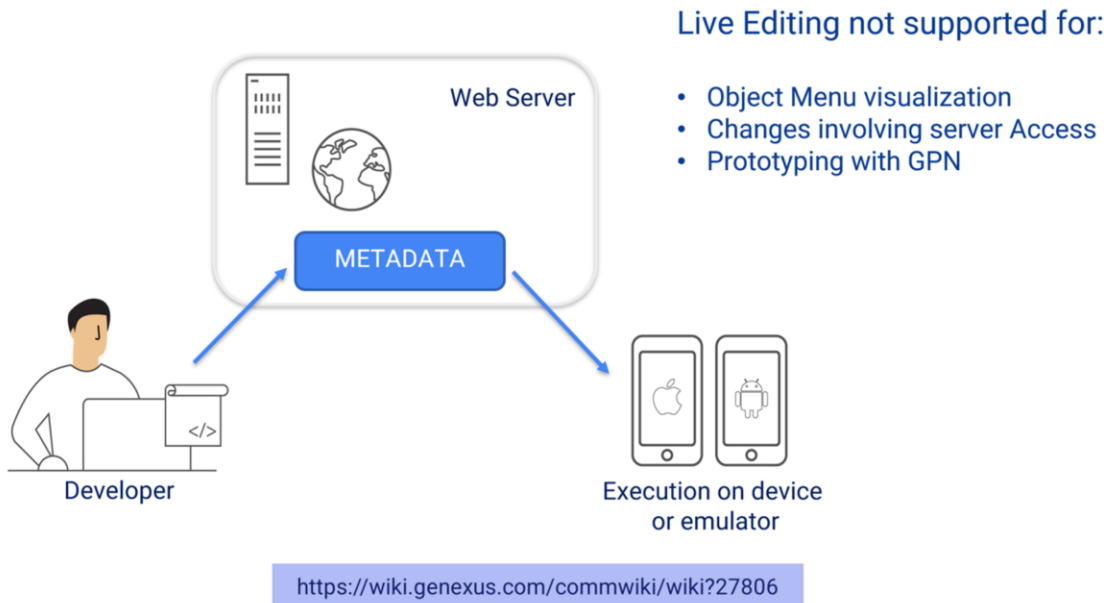 Live Editing not supported for:
• Object Menu visualization
• Changes involving server Access
• Prototyping with GPN
Web Server
METADATA
</>
Developer
Execution on device
or emulator
https://wiki.genexus.com/commwiki/wiki?27806